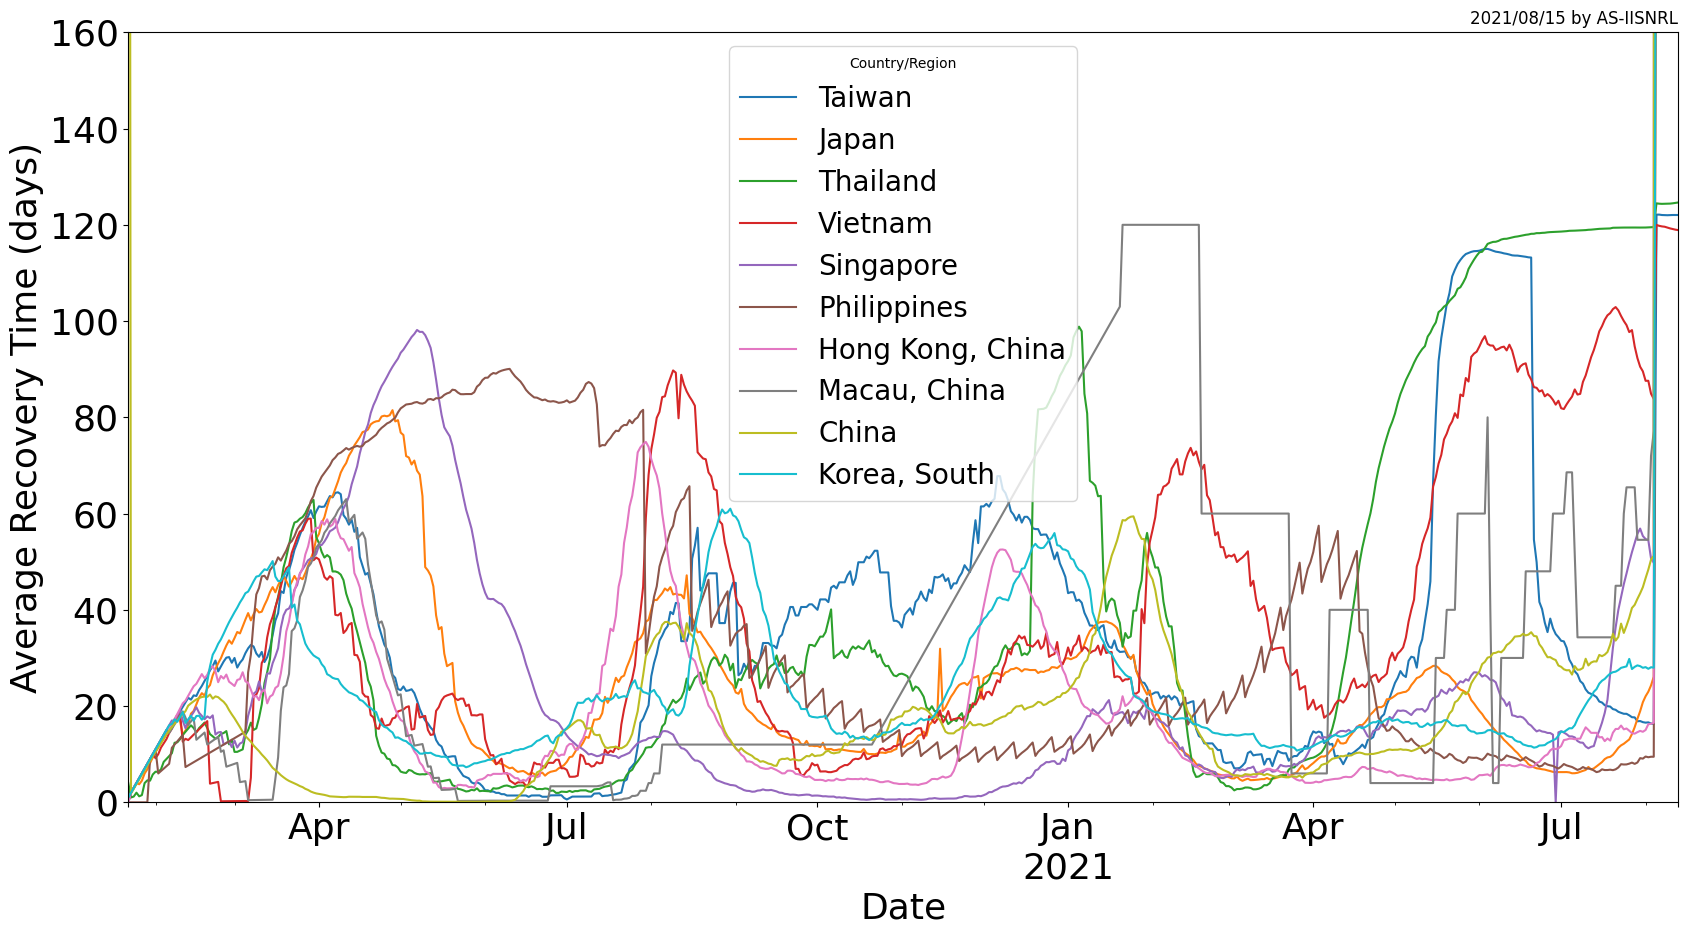 2021/08/15 by AS-IISNRL
160
140
120
100
80
60
40
20
0
Average Recovery Time (days)
Country/Region
Taiwan
Japan
Thailand
Vietnam
Singapore
Philippines
Hong Kong, China
Macau, China
China
Korea, South
Apr
Jul
Oct
Jan
2021
Apr
Jul
Date